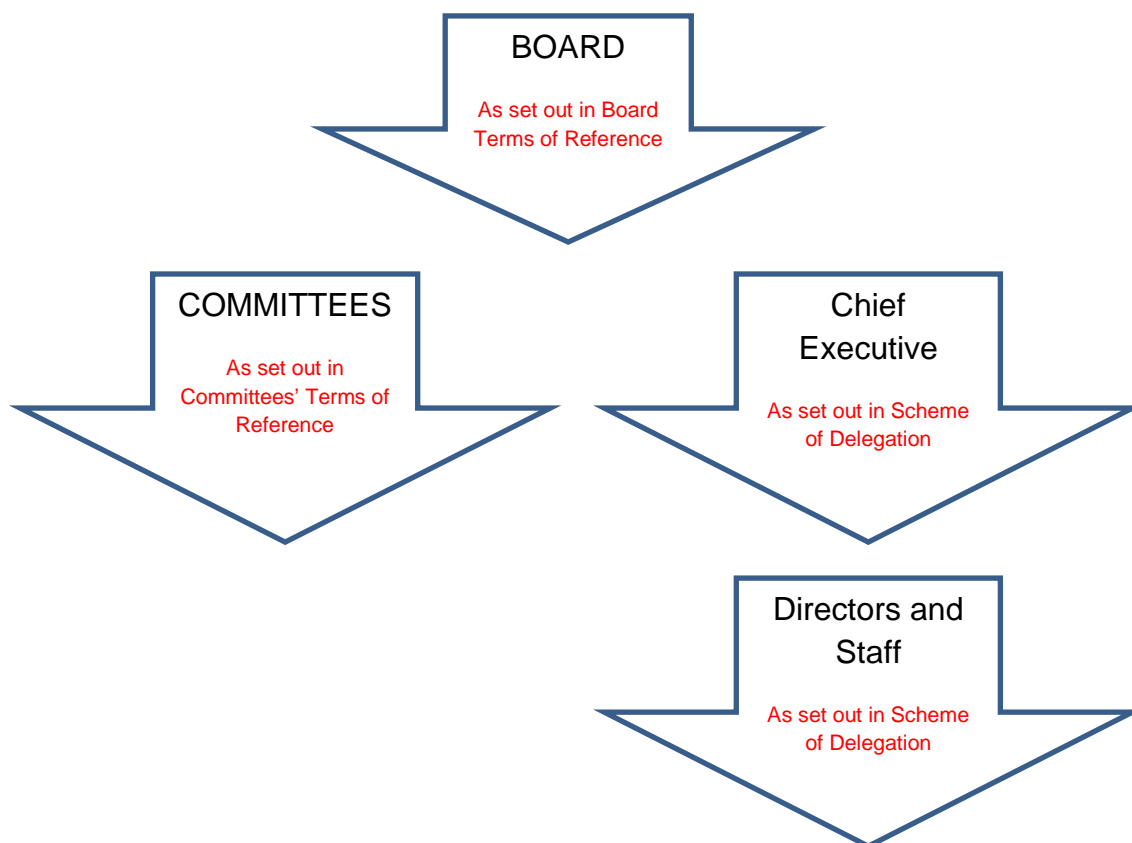 BOARD
As set out in Board
Terms of Reference
COMMITTEES
As set out in
Committees’ Terms of
Reference
Chief
Executive
As set out in Scheme
of Delegation
Directors and
Staff
As set out in Scheme
of Delegation